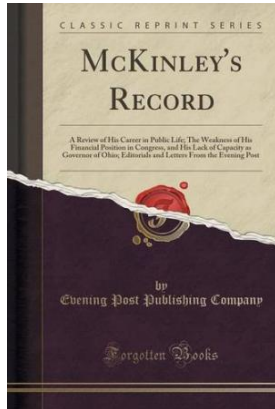 CLASSIC REPRINT SERIES
MCKINLEY'S
RECORD
A Review of His Career in Public Life; The Weakness of His
Financial Position in Congress, and His Lack of Capacity as
Governor of Ohio; Editorials and Letters From the Evening Post
by
Evening Post Publishing Company
Forgotten Books